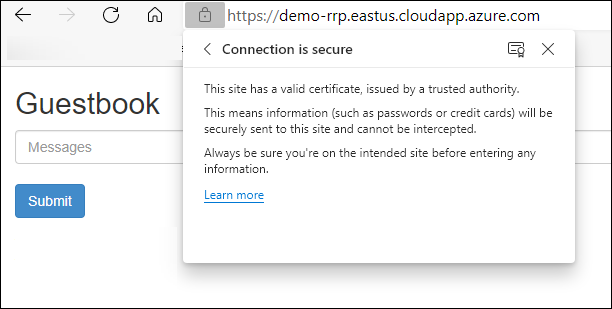 https://demo-rrp.eastus.cloudapp.azure.com
Connection is secure
This site has a valid certificate, issued by a trusted authority.
This means information (such as passwords or credit cards) will be
securely sent to this site and cannot be intercepted.
Always be sure you're on the intended site before entering any
information.
Learn more
Guestbook
Messages
Submit